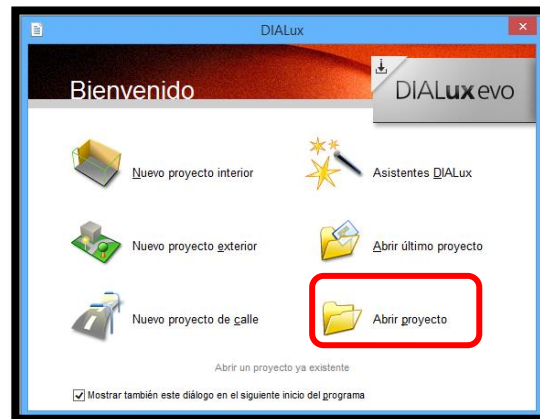 DIALux
Bienvenido
DIALux evo
Nuevo proyecto interior
Asistentes DIALux
Nuevo proyecto exterior
Abrir último proyecto
Nuevo proyecto de calle
Abrir proyecto
Abrir un proyecto ya existente
Mostrar también este diálogo en el siguiente inicio del programa